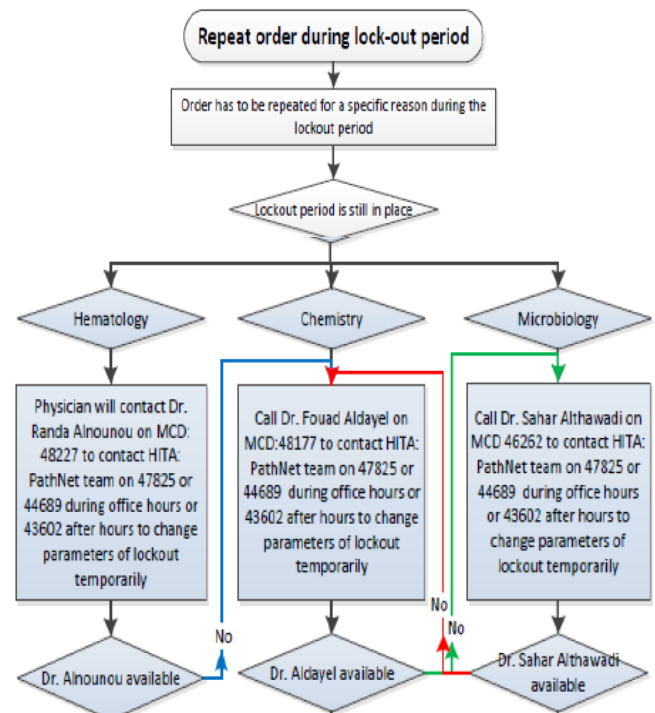 Repeat order during lock-out period
Order has to be repeated for a specific reason during the
lockout period
Lockout period is still in place
Hematology
Chemistry
Microbiology
Physician will contact Dr.
Randa Alnounou on MCD:
48227 to contact HITA:
PathNet team on 47825 or
44689 during office hours or
43602 after hours to change
parameters of lockout
temporarily
Call Dr. Fouad Aldayel on
MCD:48177 to contact HITA:
PathNet team on 47825 or
44689 during office hours or
43602 after hours to change
parameters of lockout
temporarily
Call Dr. Sahar Althawadi on
MCD 46262 to contact HITA:
PathNet team on 47825 or
44689 during office hours
or 43602 after hours to
change parameters of
lockout temporarily
No
No
No
Dr. Alnounou available
Dr. Aldayel available
Dr. Sahar Althawadi
available